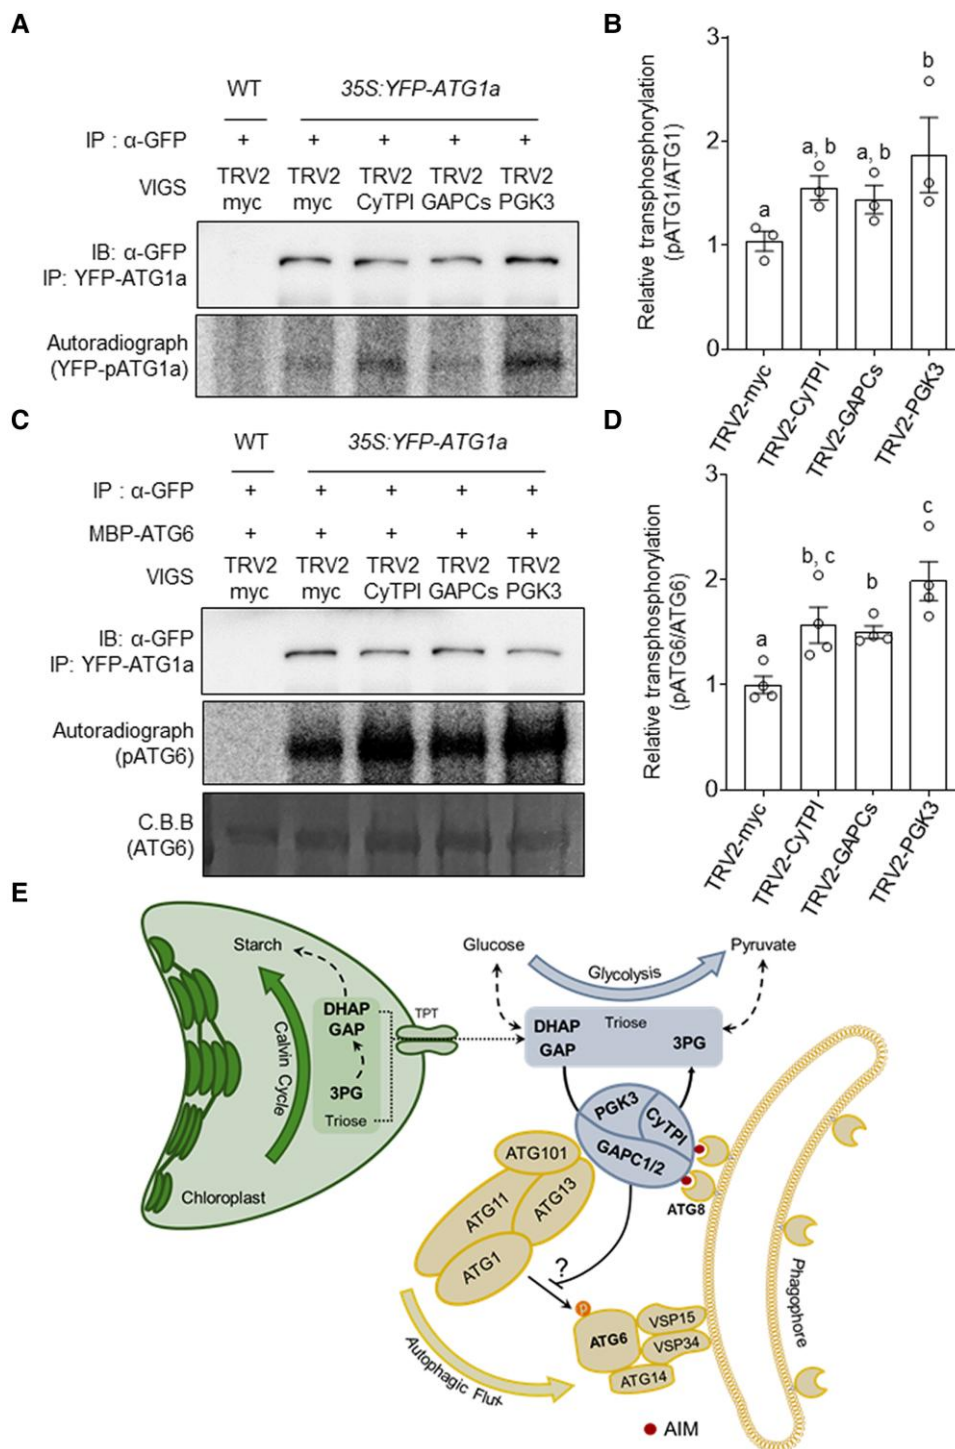 A
WT
35S:YFP-ATG1a
IP : α-GFP
+ + + + +
VIGS
TRV2 TRV2 TRV2 TRV2 TRV2
myc myc CyTPI GAPCs PGK3
IB: α-GFP
IP: YFP-ATG1a
Autoradiograph
(YFP-pATG1a)
B
Relative transphosphorylation
(pATG1/ATG1)
3
2
1
0
a
a, b
a, b
b
TRV2-myc
TRV2-CyTPI
TRV2-GAPCs
TRV2-PGK3
C
WT
35S:YFP-ATG1a
IP : α-GFP
+ + + + +
MBP-ATG6
+ + + + +
VIGS
TRV2 TRV2 TRV2 TRV2 TRV2
myc myc CyTPI GAPCs PGK3
IB: α-GFP
IP: YFP-ATG1a
Autoradiograph
(pATG6)
C.B.B
(ATG6)
D
Relative transphosphorylation
(pATG6/ATG6)
3
2
1
0
a
b, c
b
c
TRV2-myc
TRV2-CyTPI
TRV2-GAPCs
TRV2-PGK3
E
Starch
Calvin Cycle
DHAP
GAP
3PG
Triose
Chloroplast
TPT
Glucose
Glycolysis
Pyruvate
DHAP
GAP
Triose
3PG
PGK3
CyTPI
GAPC1/2
ATG101
ATG11
ATG13
ATG1
ATG8
?
p
ATG6
VSP15
VSP34
ATG14
Autophagic Flux
Phagophore
AIM